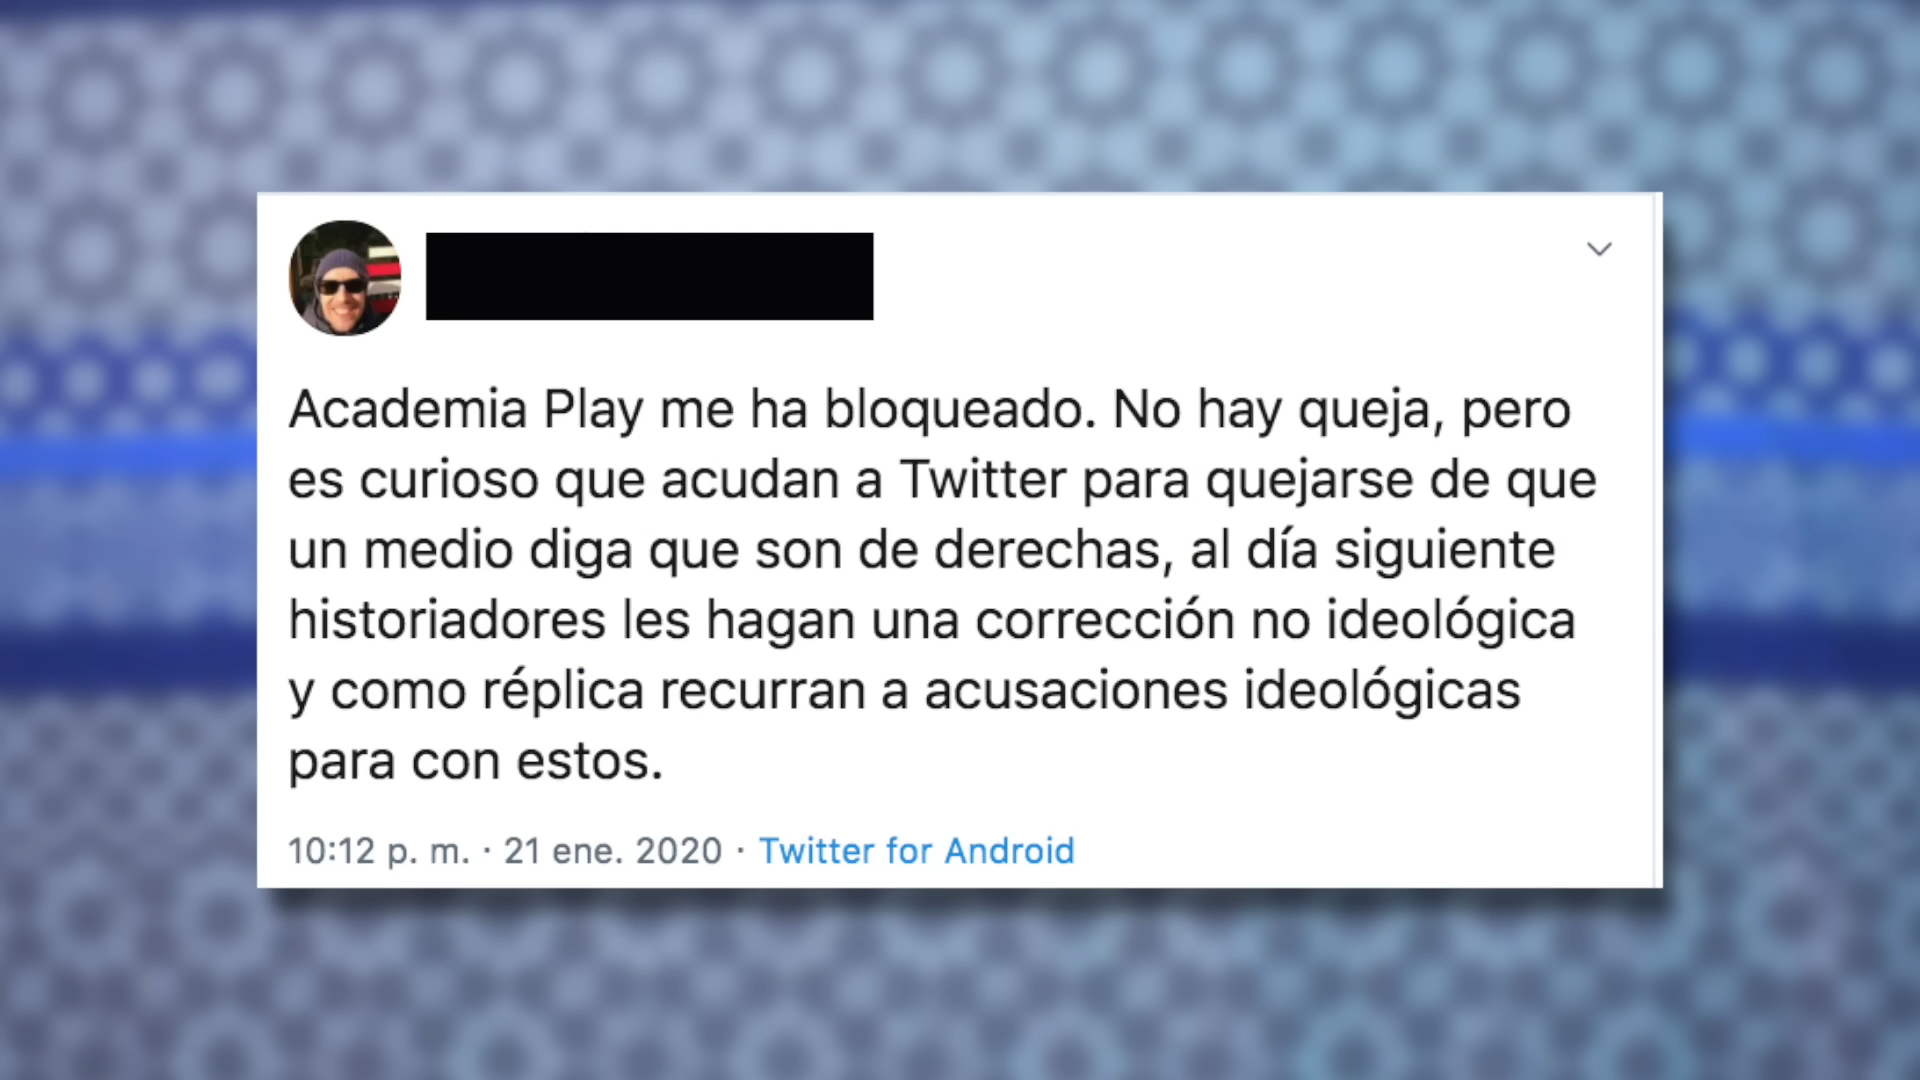 Academia Play me ha bloqueado. No hay queja, pero
es curioso que acudan a Twitter para quejarse de que
un medio diga que son de derechas, al día siguiente
historiadores les hagan una corrección no ideológica
y como réplica recurran a acusaciones ideológicas
para con estos.
10:12 p. m. · 21 ene. 2020 · Twitter for Android